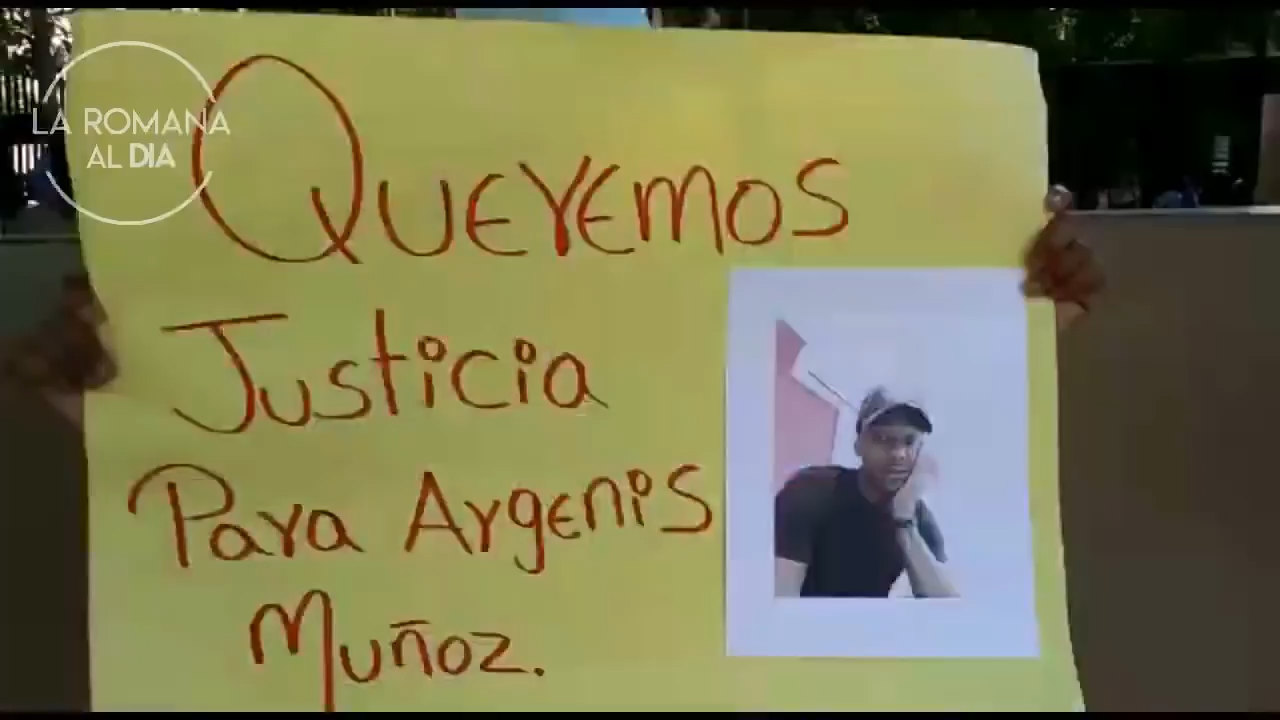 LA ROMANA
AL DIA
Queremos
Justicia
Para Argenis
Muñoz.